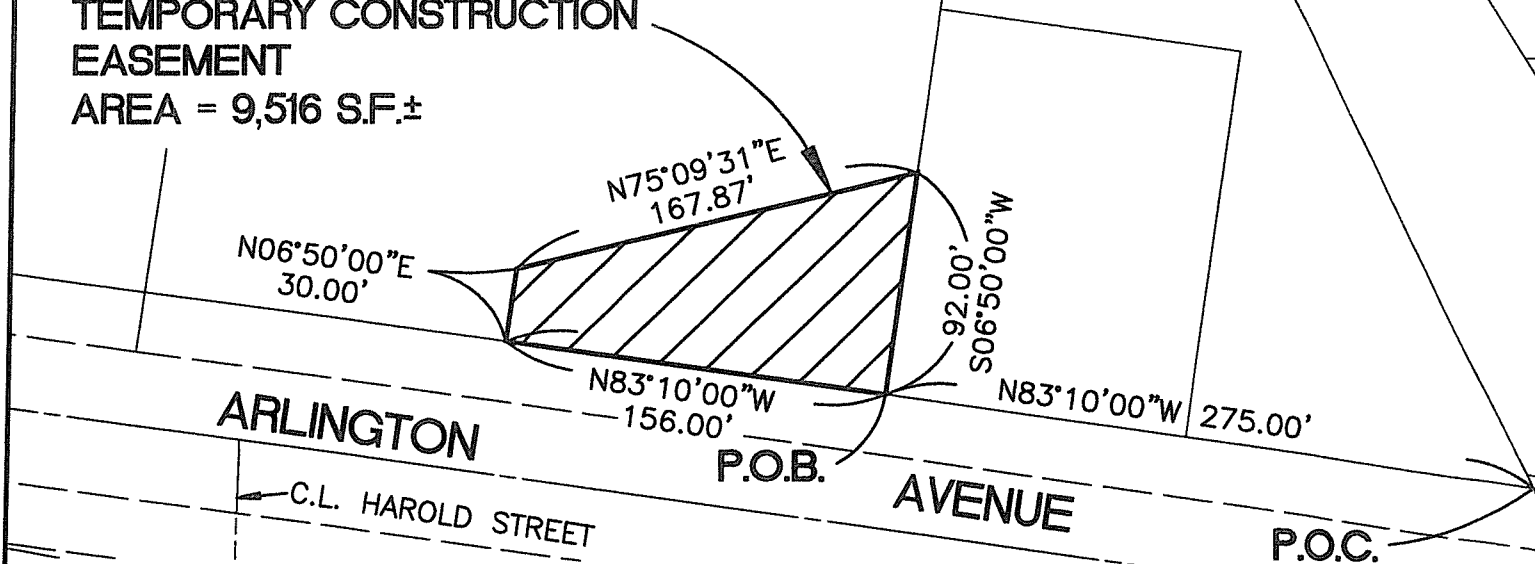 TEMPORARY CONSTRUCTION
EASEMENT
AREA = 9,516 S.F.±
N75°09'31"E
167.87'
N06°50'00"E
30.00'
92.00'
S06°50'00"W
N83°10'00"W
156.00'
N83°10'00"W 275.00'
ARLINGTON AVENUE
P.O.B.
C.L. HAROLD STREET
P.O.C.